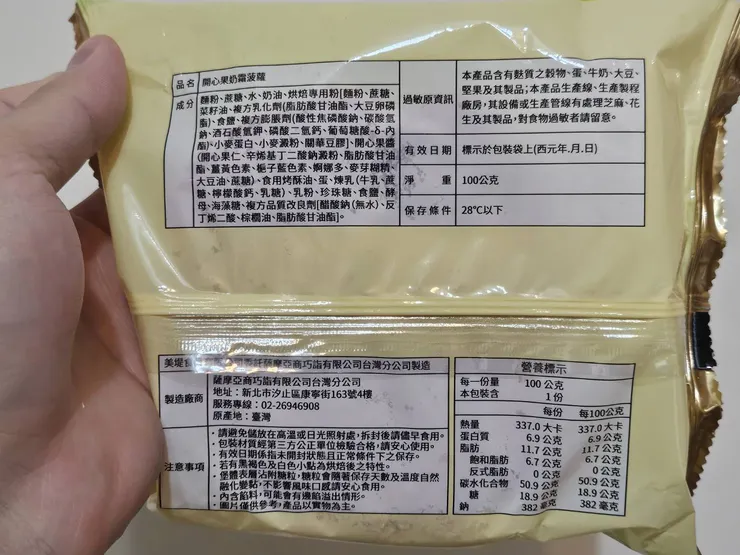 品名 開心果奶霜菠蘿
成分 麵粉、蔗糖、水、奶油、烘焙專用粉[麵粉、蔗糖、
菜籽油、複方乳化劑(脂肪酸甘油酯、大豆卵磷
脂)、食鹽、複方膨脹劑(酸性焦磷酸鈉、碳酸氫
鈉、酒石酸氫鉀、磷酸二氫鈣、葡萄糖酸-δ-內
酯)、小麥蛋白、小麥澱粉、關華豆膠]、開心果醬
(開心果仁、辛烯基丁二酸鈉澱粉、脂肪酸甘油
酯、薑黃色素、梔子藍色素、婀娜多、麥芽糊精、
大豆油、蔗糖)、食用烤酥油、蛋、煉乳(牛乳、蔗
糖、檸檬酸鈣、乳糖)、乳粉、珍珠糖、食鹽、酵
母、海藻糖、複方品質改良劑[醋酸鈉(無水)、反
丁烯二酸、棕櫚油、脂肪酸甘油酯]。
過敏原資訊 本產品含有麩質之穀物、蛋、牛奶、大豆、
堅果及其製品;本產品生產線、生產製程
廠房,其設備或生產管線有處理芝麻、花
生及其製品,對食物過敏者請留意。
有效日期 標示於包裝袋上(西元年.月.日)
淨重 100公克
保存條件 28℃以下
美堤食 委託薩摩亞商巧詣有限公司台灣分公司製造
製造廠商 薩摩亞商巧詣有限公司台灣分公司
地址:新北市汐止區康寧街163號4樓
服務專線:02-26946908
原產地:臺灣
注意事項 ·請避免儲放在高溫或日光照射處,拆封後請儘早食用。
·包裝材質經第三方公正單位檢驗合格,請安心使用。
·有效日期係指未開封狀態且正常條件下之保存。
·若有黑褐色及白色小點為烘焙後之特性。
·堡體表層沾附糖粒,糖粒會隨著保存天數及溫度自然
融化變黏,不影響風味口感請安心食用。
·內含餡料,可能會有邊餡溢出情形。
·圖片僅供參考,產品以實物為主。
營養標示
每一份量 100 公克
本包裝含 1 份
每份 每100公克
熱量 337.0 大卡 337.0 大卡
蛋白質 6.9 公克 6.9 公克
脂肪 11.7 公克 11.7 公克
飽和脂肪 6.7 公克 6.7 公克
反式脂肪 0 公克 0 公克
碳水化合物 50.9 公克 50.9 公克
糖 18.9 公克 18.9 公克
鈉 382 毫克 382 毫克